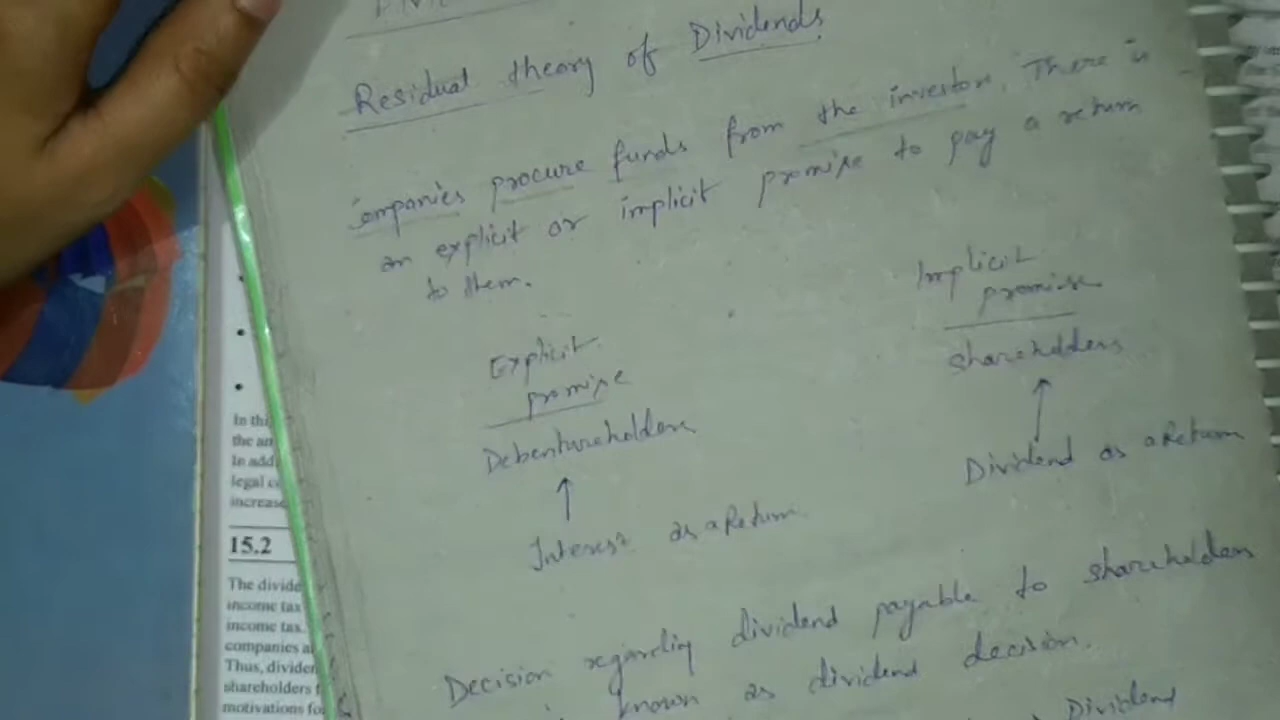 Residual theory of Dividends
Companies procure funds from the investor. There is
an explicit or implicit promise to pay a return
to them.
Explicit promise
Implicit promise
Debentureholders
shareholders
Interest as a Return
Dividend as a Return
Decision regarding dividend payable to shareholders
known as dividend decision.
Dividend
In thi
the an
In add
legal c
increase
15.2
The divide
income tax
income tax.
companies a
Thus, dividen
shareholders
motivations fo